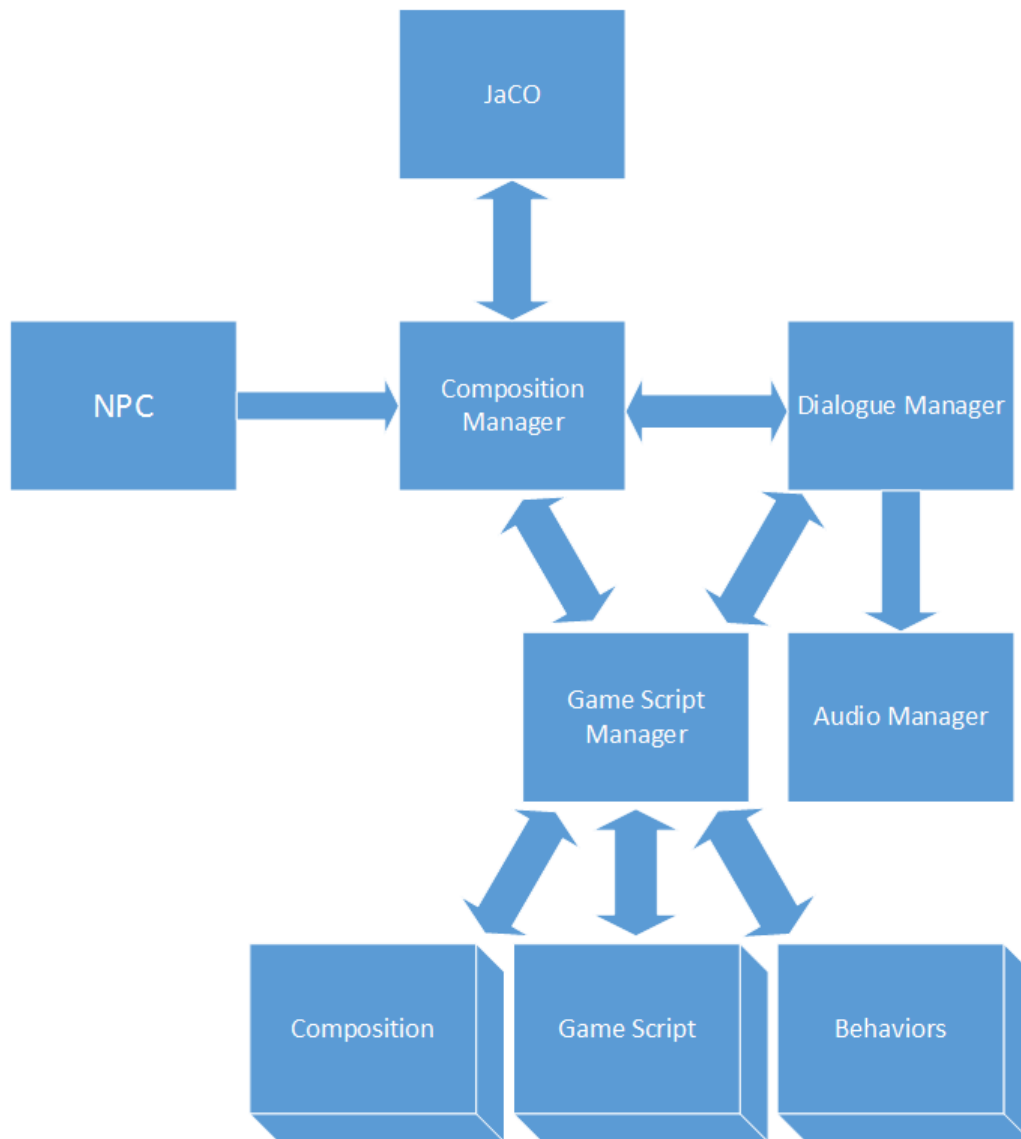 JaCO
NPC
Composition
Manager
Dialogue Manager
Game Script
Manager
Audio Manager
Composition
Game Script
Behaviors